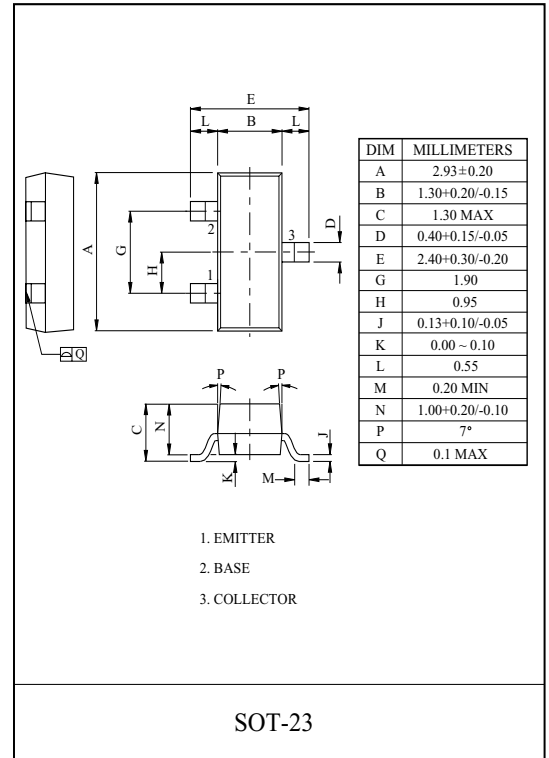 E
L B L
A
G
H
2
1
3
D
Q
P P
C
N
K
M
J
DIM MILLIMETERS
A 2.93±0.20
B 1.30+0.20/-0.15
C 1.30 MAX
D 0.40+0.15/-0.05
E 2.40+0.30/-0.20
G 1.90
H 0.95
J 0.13+0.10/-0.05
K 0.00 ~ 0.10
L 0.55
M 0.20 MIN
N 1.00+0.20/-0.10
P 7°
Q 0.1 MAX
1. EMITTER
2. BASE
3. COLLECTOR
SOT-23